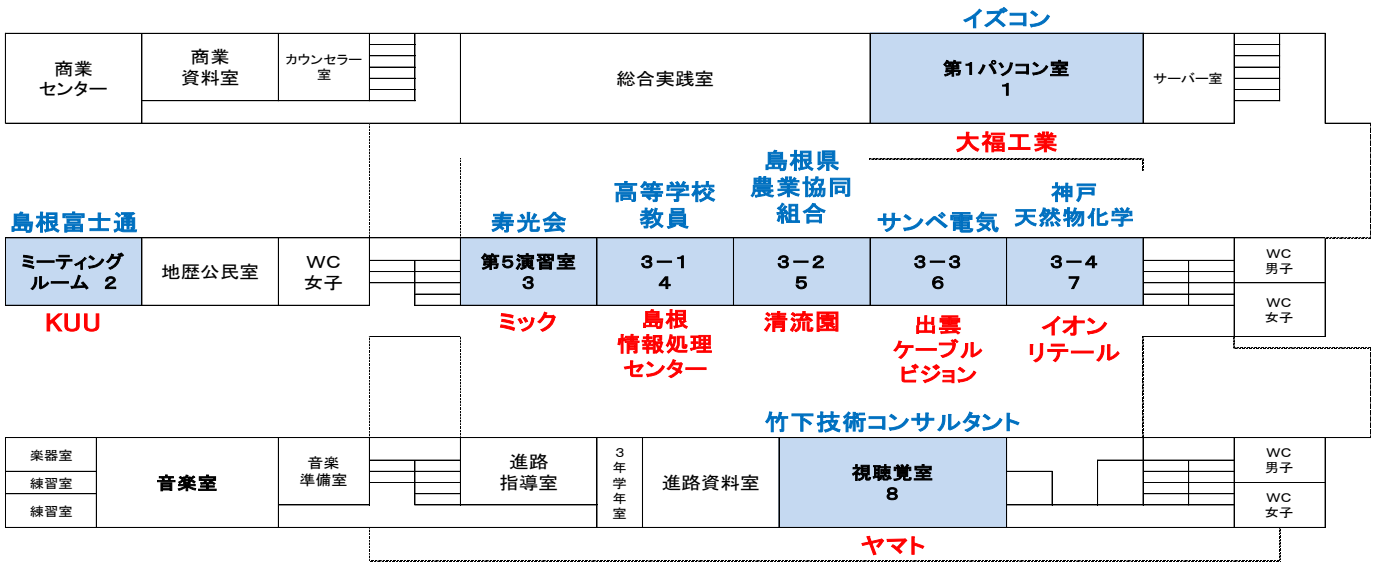 イズコン
商業
センター
商業
資料室
カウンセラー
室
総合実践室
第1パソコン室
1
サーバー室
大福工業
島根富士通
寿光会
高等学校
教員
島根県
農業協同
組合
サンベ電気
神戸
天然物化学
ミーティング
ルーム 2
地歴公民室
WC
女子
第5演習室
3
3-1
4
3-2
5
3-3
6
3-4
7
WC
男子
WC
女子
KUU
ミック
島根
情報処理
センター
清流園
出雲
ケーブル
ビジョン
イオン
リテール
竹下技術コンサルタント
楽器室
練習室
練習室
音楽室
音楽
準備室
進路
指導室
3
年
学
年
室
進路資料室
視聴覚室
8
WC
男子
WC
女子
ヤマト